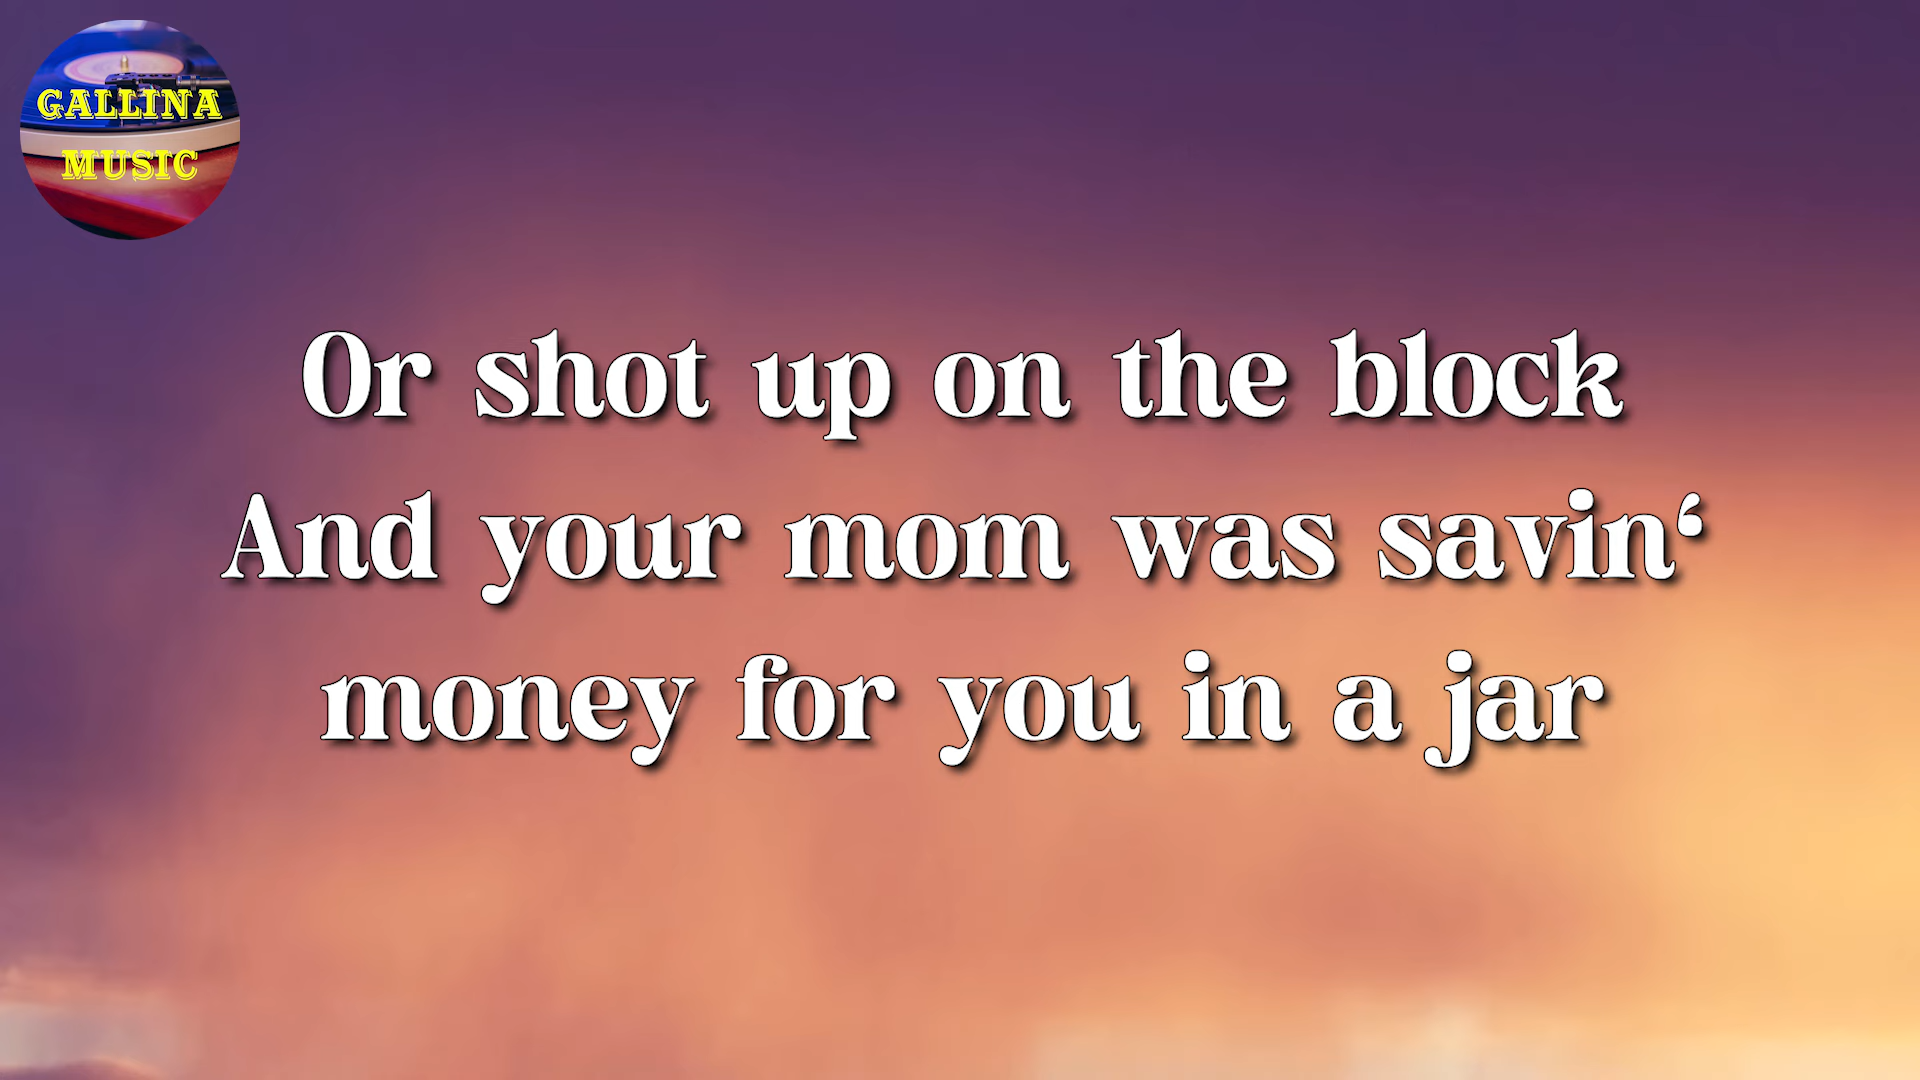 GALLINA
MUSIC
Or shot up on the block
And your mom was savin‘
money for you in a jar